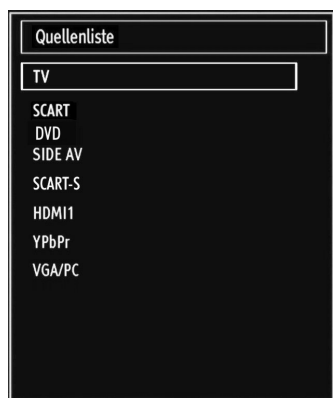 Quellenliste
TV
SCART
DVD
SIDE AV
SCART-S
HDMI1
YPbPr
VGA/PC